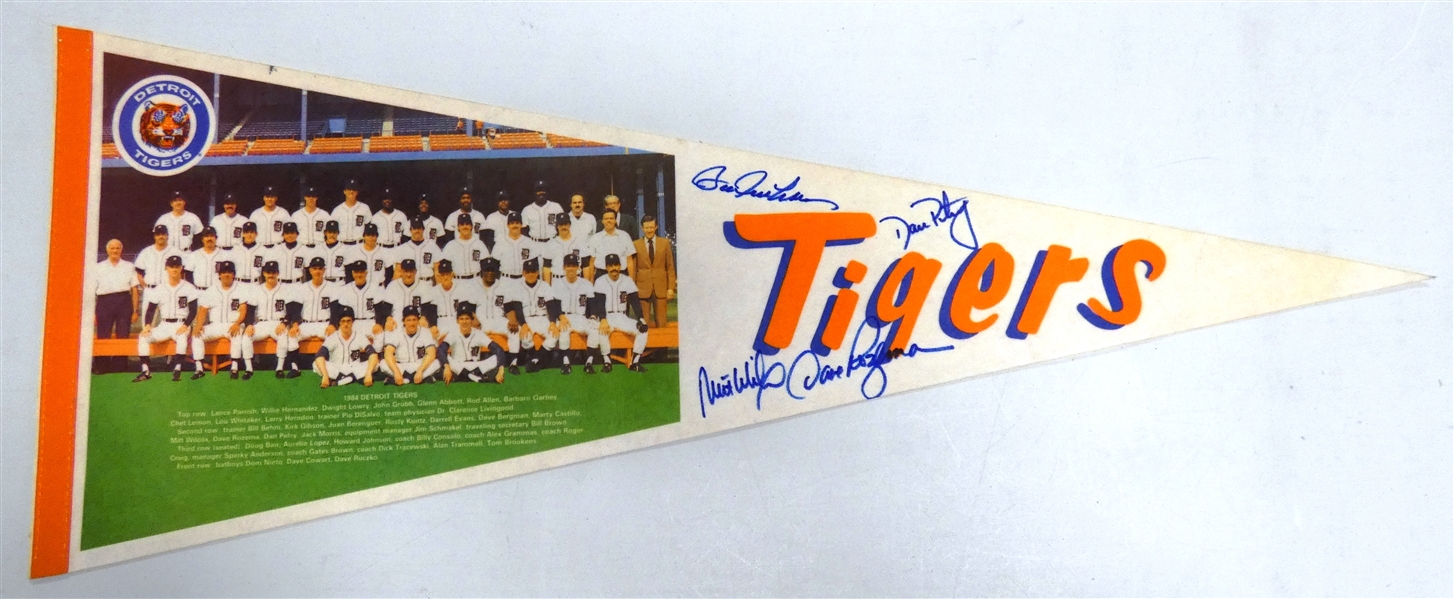 DETROIT
TIGERS
Dan Petry
Tigers
Milt Wilcox Dave Rozema
1984 DETROIT TIGERS
Top row: Lance Parrish, Willie Hernandez, Dwight Lowry, John Grubb, Glenn Abbott, Rod Allen, Barbaro Garbey,
Chet Lemon, Lou Whitaker, Larry Herndon, trainer Pio DiSalvo, team physician Dr. Clarence Livingood
Second row: trainer Bill Behm, Kirk Gibson, Juan Berenguer, Rusty Kuntz, Darrell Evans, Dave Bergman, Marty Castillo,
Milt Wilcox, Dave Rozema, Dan Petry, Jack Morris, equipment manager Jim Schmakel, traveling secretary Bill Brown
Third row (seated): Doug Bair, Aurelio Lopez, Howard Johnson, coach Billy Consolo, coach Alex Grammas, coach Roger
Craig, manager Sparky Anderson, coach Gates Brown, coach Dick Tracewski, Alan Trammell, Tom Brookens
Front row: batboys Dom Nieto, Dave Cowart, Dave Ruczko